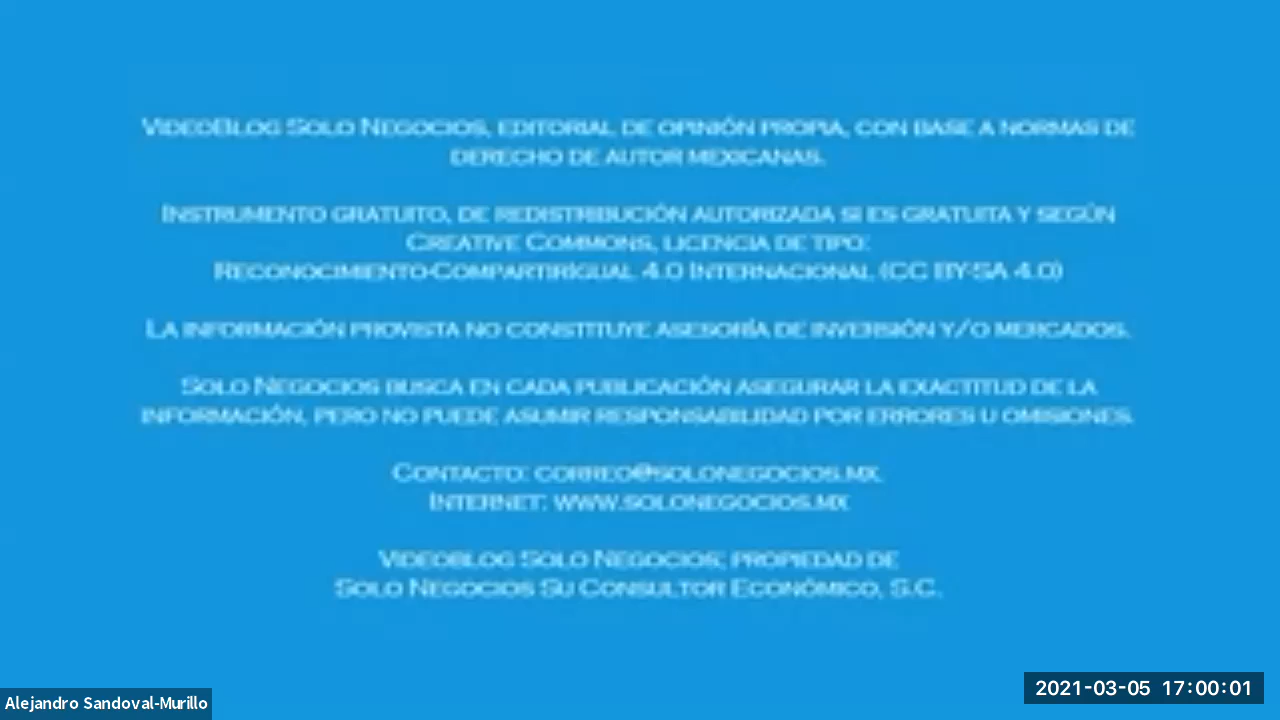 VideoBlog Solo Negocios, editorial de opinión propia, con base a normas de
derecho de autor mexicanas.
Instrumento gratuito, de redistribución autorizada si es gratuita y según
Creative Commons, licencia de tipo:
Reconocimiento-CompartirIgual 4.0 Internacional (CC BY-SA 4.0)
La información provista no constituye asesoría de inversión y/o mercados.
Solo Negocios busca en cada publicación asegurar la exactitud de la
información, pero no puede asumir responsabilidad por errores u omisiones.
Contacto: correo@solonegocios.mx.
Internet: www.solonegocios.mx
Videoblog Solo Negocios; propiedad de
Solo Negocios Su Consultor Económico, S.C.
Alejandro Sandoval-Murillo
2021-03-05 17:00:01